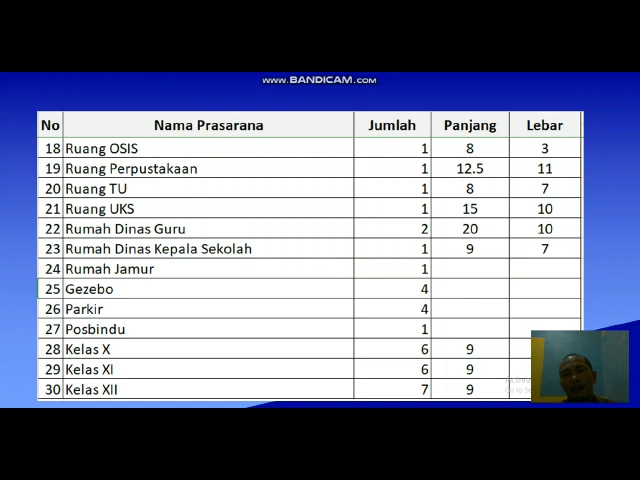 www.BANDICAM.com
No Nama Prasarana Jumlah Panjang Lebar
18 Ruang OSIS 1 8 3
19 Ruang Perpustakaan 1 12.5 11
20 Ruang TU 1 8 7
21 Ruang UKS 1 15 10
22 Rumah Dinas Guru 2 20 10
23 Rumah Dinas Kepala Sekolah 1 9 7
24 Rumah Jamur 1
25 Gezebo 4
26 Parkir 4
27 Posbindu 1
28 Kelas X 6 9
29 Kelas XI 6 9
30 Kelas XII 7 9